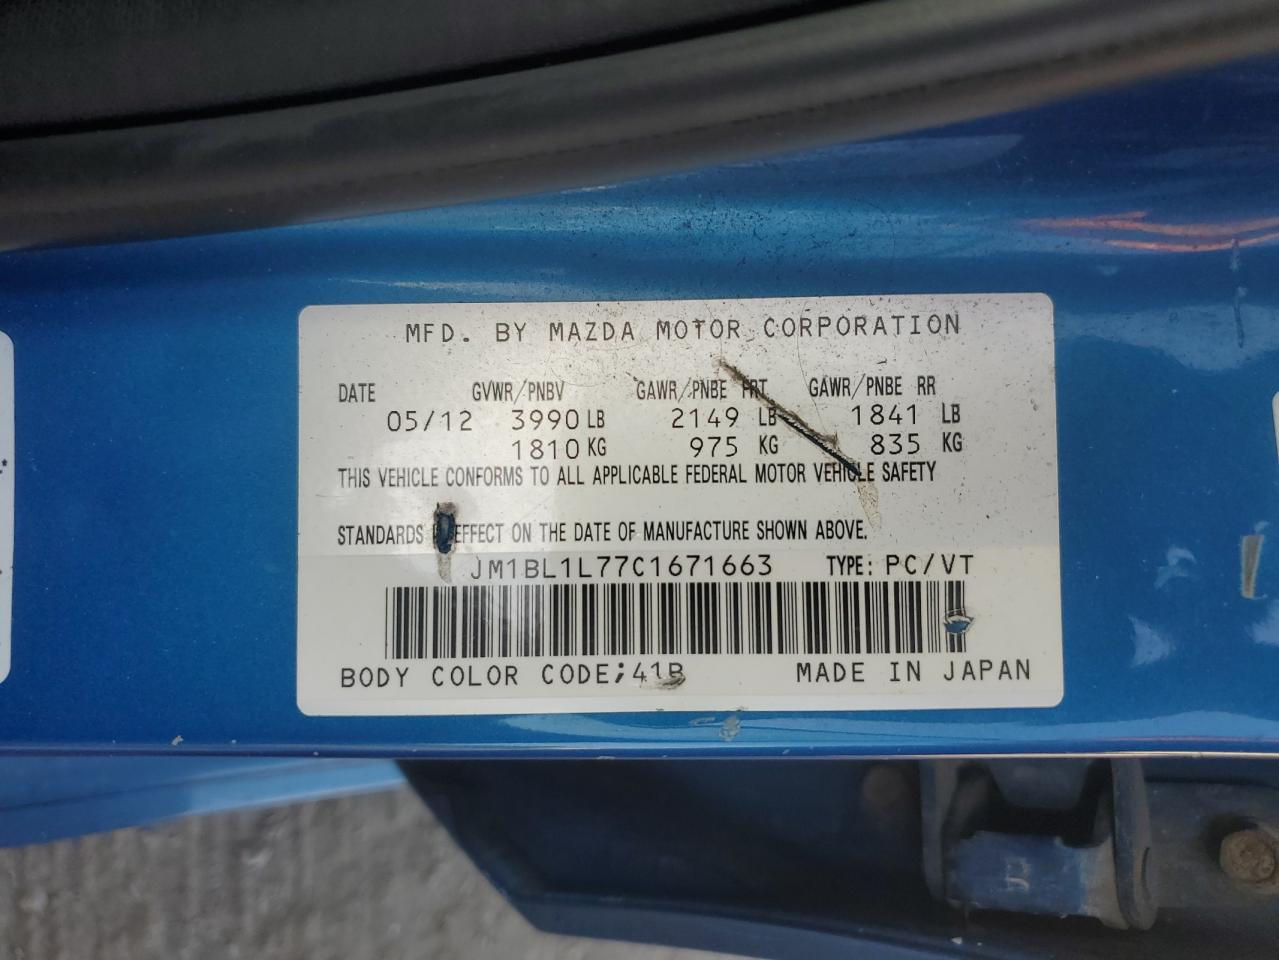 MFD. BY MAZDA MOTOR CORPORATION
DATE GVWR/PNBV GAWR/PNBE FRT GAWR/PNBE RR
05/12 3990 LB 2149 LB 1841 LB
1810 KG 975 KG 835 KG
THIS VEHICLE CONFORMS TO ALL APPLICABLE FEDERAL MOTOR VEHICLE SAFETY
STANDARDS EFFECT ON THE DATE OF MANUFACTURE SHOWN ABOVE.
JM1BL1L77C1671663 TYPE: PC/VT
BODY COLOR CODE;41B MADE IN JAPAN